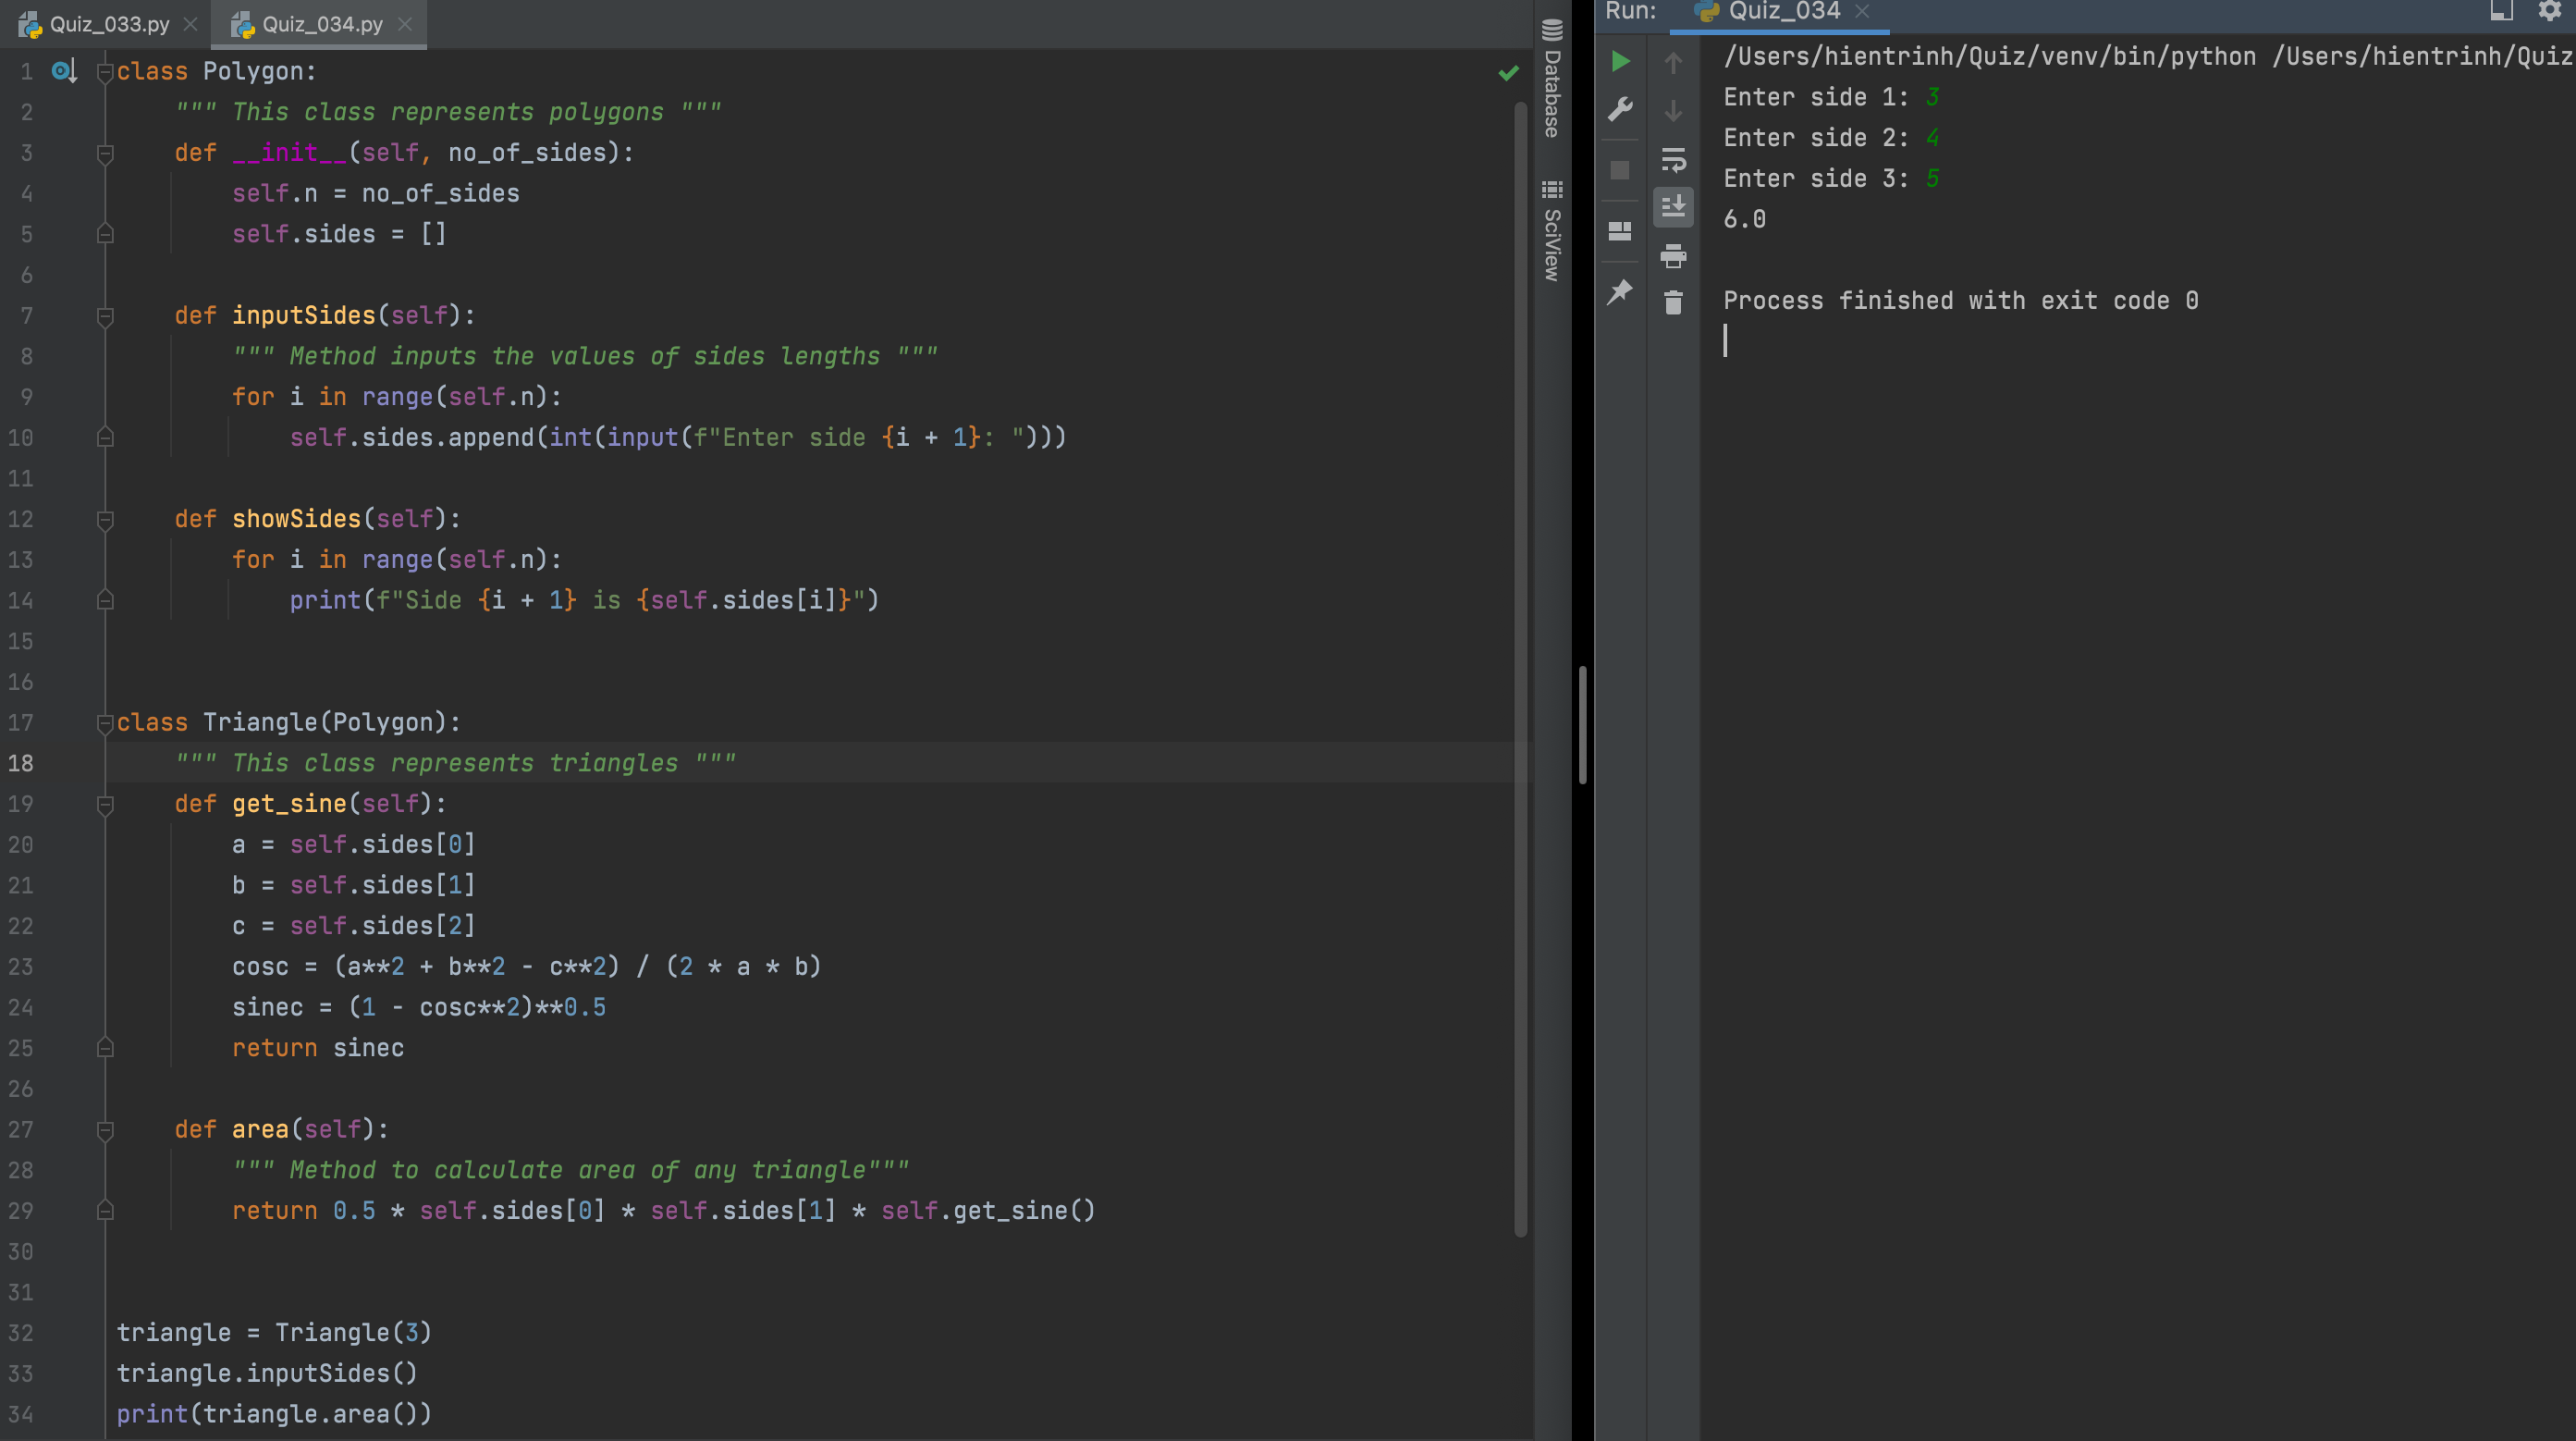 Quiz_033.py
Quiz_034.py
1 class Polygon:
2     """ This class represents polygons """
3     def __init__(self, no_of_sides):
4         self.n = no_of_sides
5         self.sides = []
6
7     def inputSides(self):
8         """ Method inputs the values of sides lengths """
9         for i in range(self.n):
10             self.sides.append(int(input(f"Enter side {i + 1}: ")))
11
12     def showSides(self):
13         for i in range(self.n):
14             print(f"Side {i + 1} is {self.sides[i]}")
15
16
17 class Triangle(Polygon):
18     """ This class represents triangles """
19     def get_sine(self):
20         a = self.sides[0]
21         b = self.sides[1]
22         c = self.sides[2]
23         cosc = (a**2 + b**2 - c**2) / (2 * a * b)
24         sinec = (1 - cosc**2)**0.5
25         return sinec
26
27     def area(self):
28         """ Method to calculate area of any triangle"""
29         return 0.5 * self.sides[0] * self.sides[1] * self.get_sine()
30
31
32 triangle = Triangle(3)
33 triangle.inputSides()
34 print(triangle.area())
Database
SciView
Run: Quiz_034
/Users/hientrinh/Quiz/venv/bin/python /Users/hientrinh/Quiz
Enter side 1: 3
Enter side 2: 4
Enter side 3: 5
6.0
Process finished with exit code 0